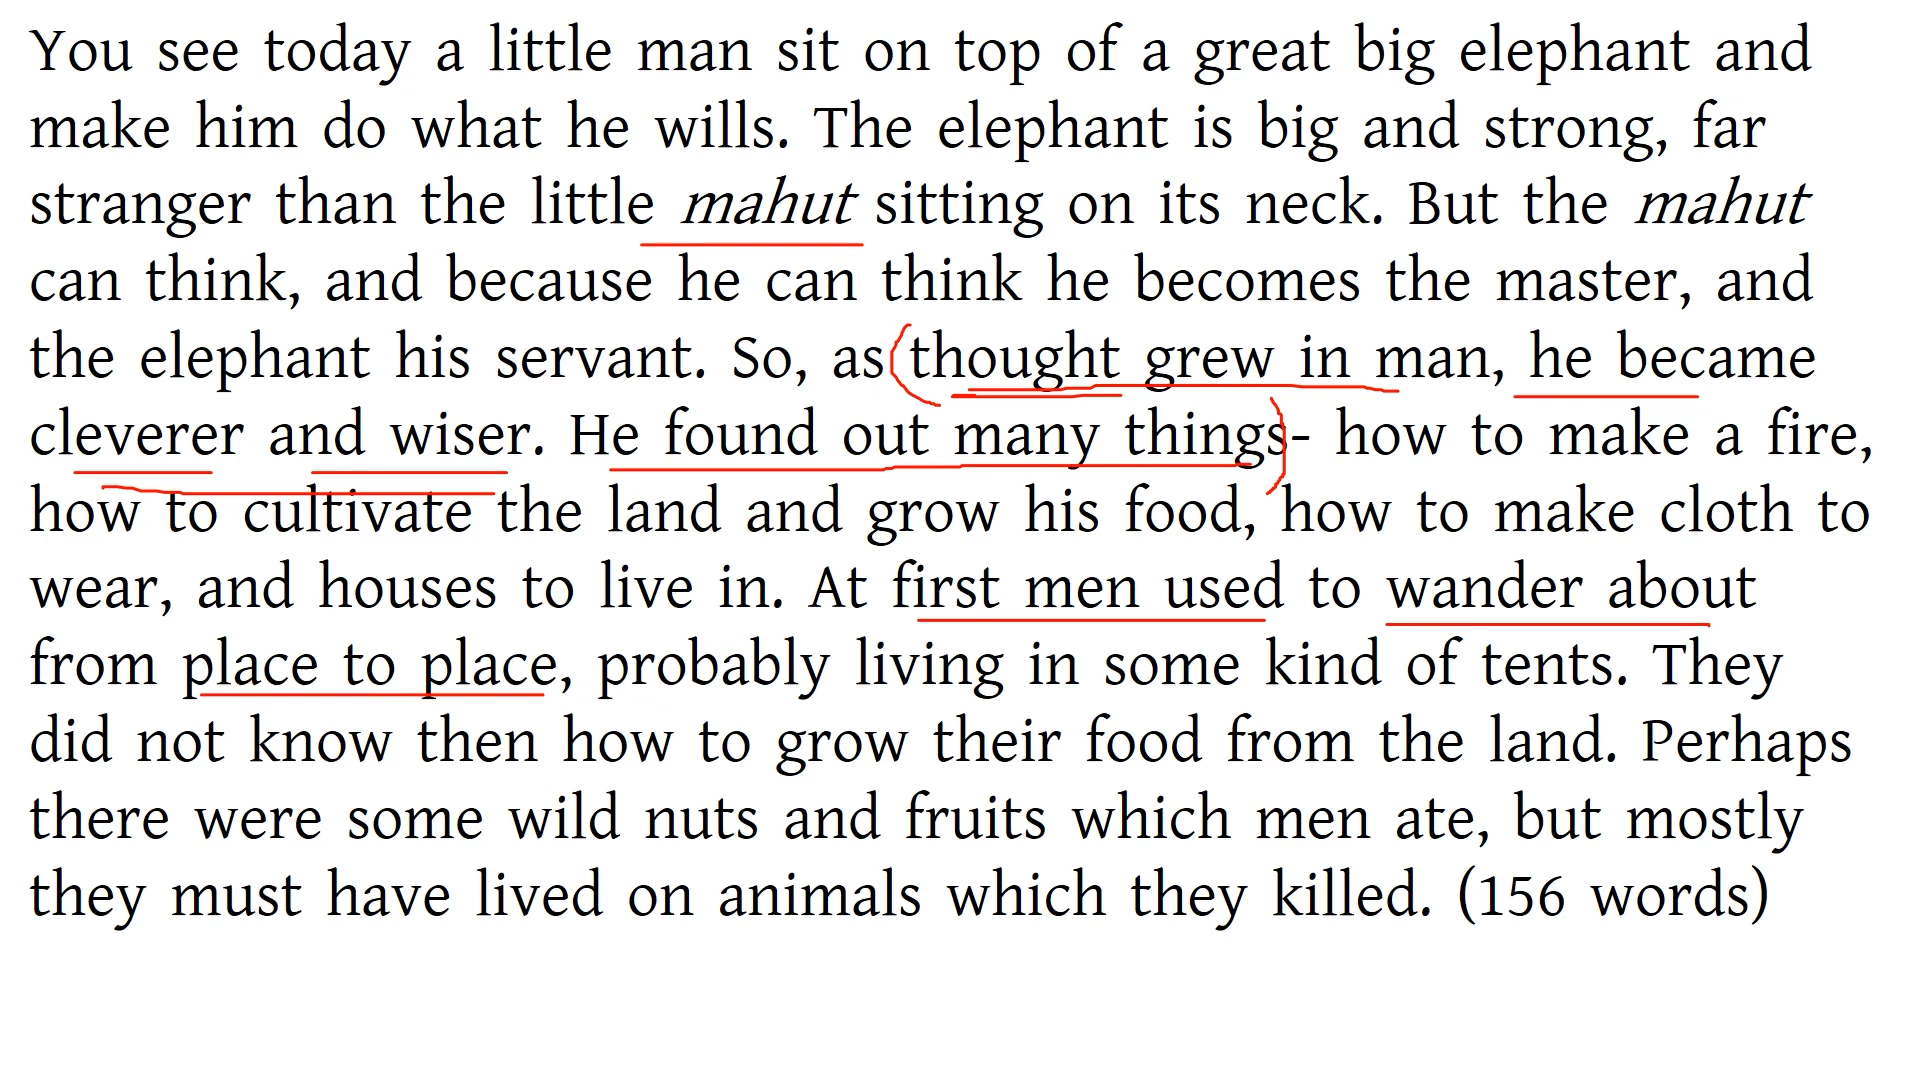 You see today a little man sit on top of a great big elephant and
make him do what he wills. The elephant is big and strong, far
stranger than the little mahut sitting on its neck. But the mahut
can think, and because he can think he becomes the master, and
the elephant his servant. So, as thought grew in man, he became
cleverer and wiser. He found out many things- how to make a fire,
how to cultivate the land and grow his food, how to make cloth to
wear, and houses to live in. At first men used to wander about
from place to place, probably living in some kind of tents. They
did not know then how to grow their food from the land. Perhaps
there were some wild nuts and fruits which men ate, but mostly
they must have lived on animals which they killed. (156 words)